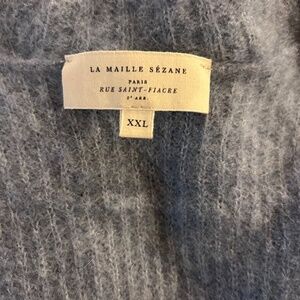 LA MAILLE SÉZANE
PARIS
RUE SAINT-FIACRE
2e ARR.
XXL